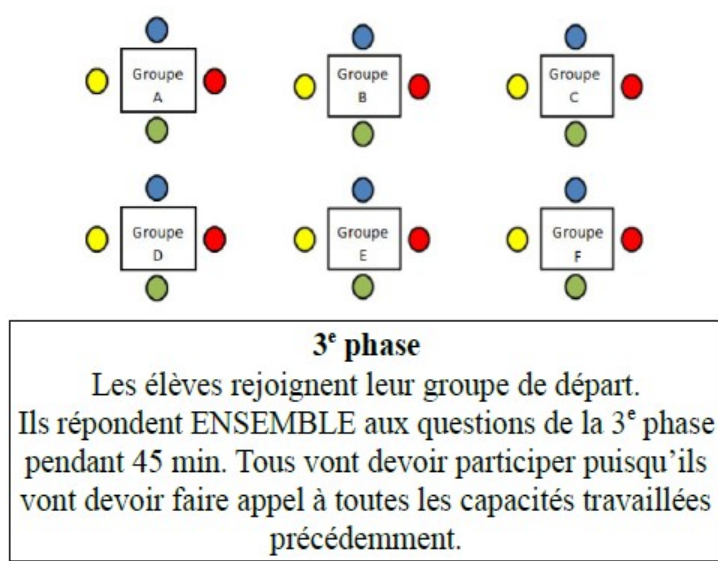 Groupe
A
Groupe
B
Groupe
C
Groupe
D
Groupe
E
Groupe
F
3e phase
Les élèves rejoignent leur groupe de départ.
Ils répondent ENSEMBLE aux questions de la 3e phase
pendant 45 min. Tous vont devoir participer puisqu’ils
vont devoir faire appel à toutes les capacités travaillées
précédemment.